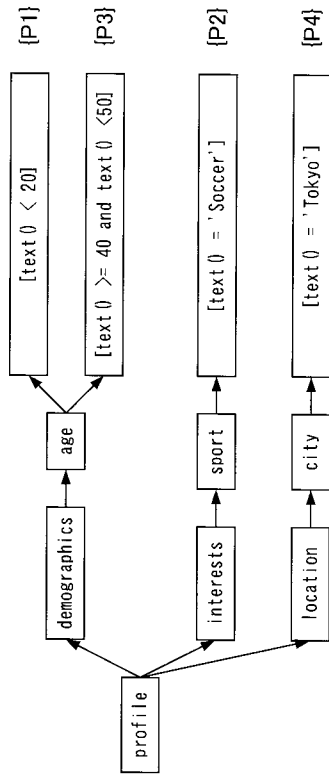 profile
demographics
age
[text() < 20]
{P1}
[text() >= 40 and text() <50]
{P3}
interests
sport
[text() = 'Soccer']
{P2}
location
city
[text() = 'Tokyo']
{P4}